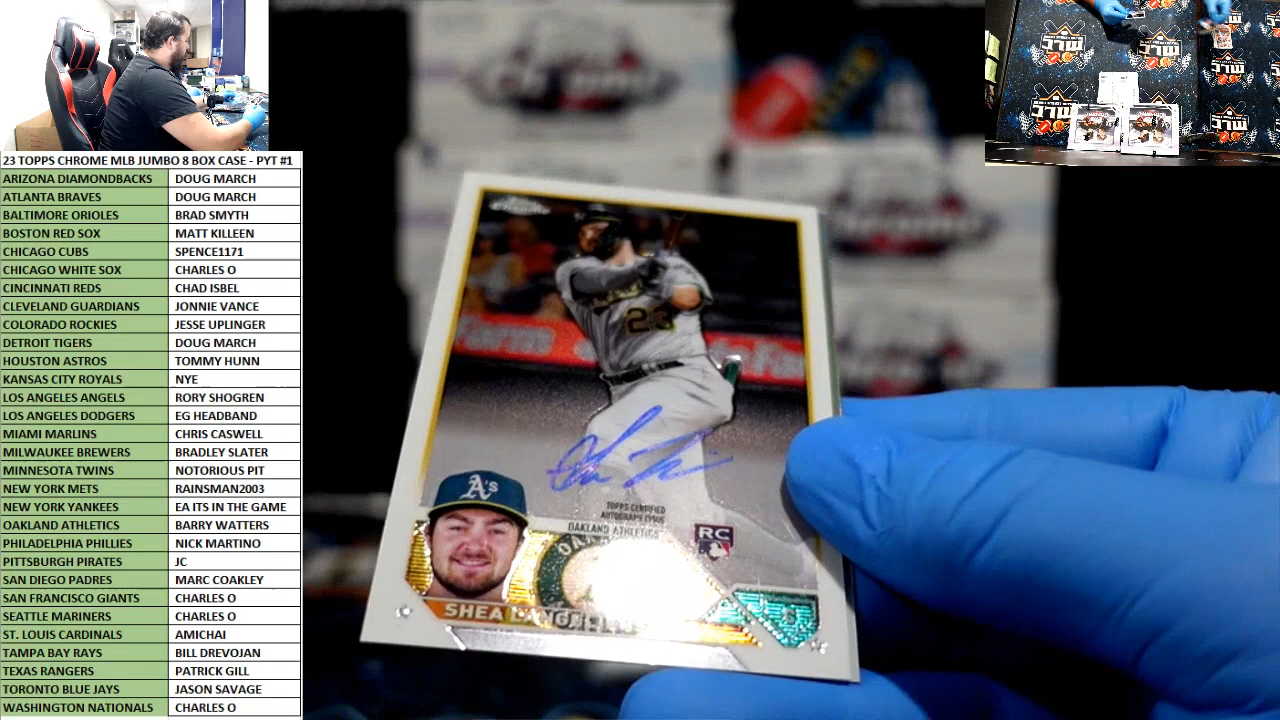 23 TOPPS CHROME MLB JUMBO 8 BOX CASE - PYT #1
ARIZONA DIAMONDBACKS DOUG MARCH
ATLANTA BRAVES DOUG MARCH
BALTIMORE ORIOLES BRAD SMYTH
BOSTON RED SOX MATT KILLEEN
CHICAGO CUBS SPENCE1171
CHICAGO WHITE SOX CHARLES O
CINCINNATI REDS CHAD ISBEL
CLEVELAND GUARDIANS JONNIE VANCE
COLORADO ROCKIES JESSE UPLINGER
DETROIT TIGERS DOUG MARCH
HOUSTON ASTROS TOMMY HUNN
KANSAS CITY ROYALS NYE
LOS ANGELES ANGELS RORY SHOGREN
LOS ANGELES DODGERS EG HEADBAND
MIAMI MARLINS CHRIS CASWELL
MILWAUKEE BREWERS BRADLEY SLATER
MINNESOTA TWINS NOTORIOUS PIT
NEW YORK METS RAINSMAN2003
NEW YORK YANKEES EA ITS IN THE GAME
OAKLAND ATHLETICS BARRY WATTERS
PHILADELPHIA PHILLIES NICK MARTINO
PITTSBURGH PIRATES JC
SAN DIEGO PADRES MARC COAKLEY
SAN FRANCISCO GIANTS CHARLES O
SEATTLE MARINERS CHARLES O
ST. LOUIS CARDINALS AMICHAI
TAMPA BAY RAYS BILL DREVOJAN
TEXAS RANGERS PATRICK GILL
TORONTO BLUE JAYS JASON SAVAGE
WASHINGTON NATIONALS CHARLES O
Chrome
23
TOPPS CERTIFIED
AUTOGRAPH ISSUE
OAKLAND ATHLETICS
RC
A's
SHEA
C
שרב